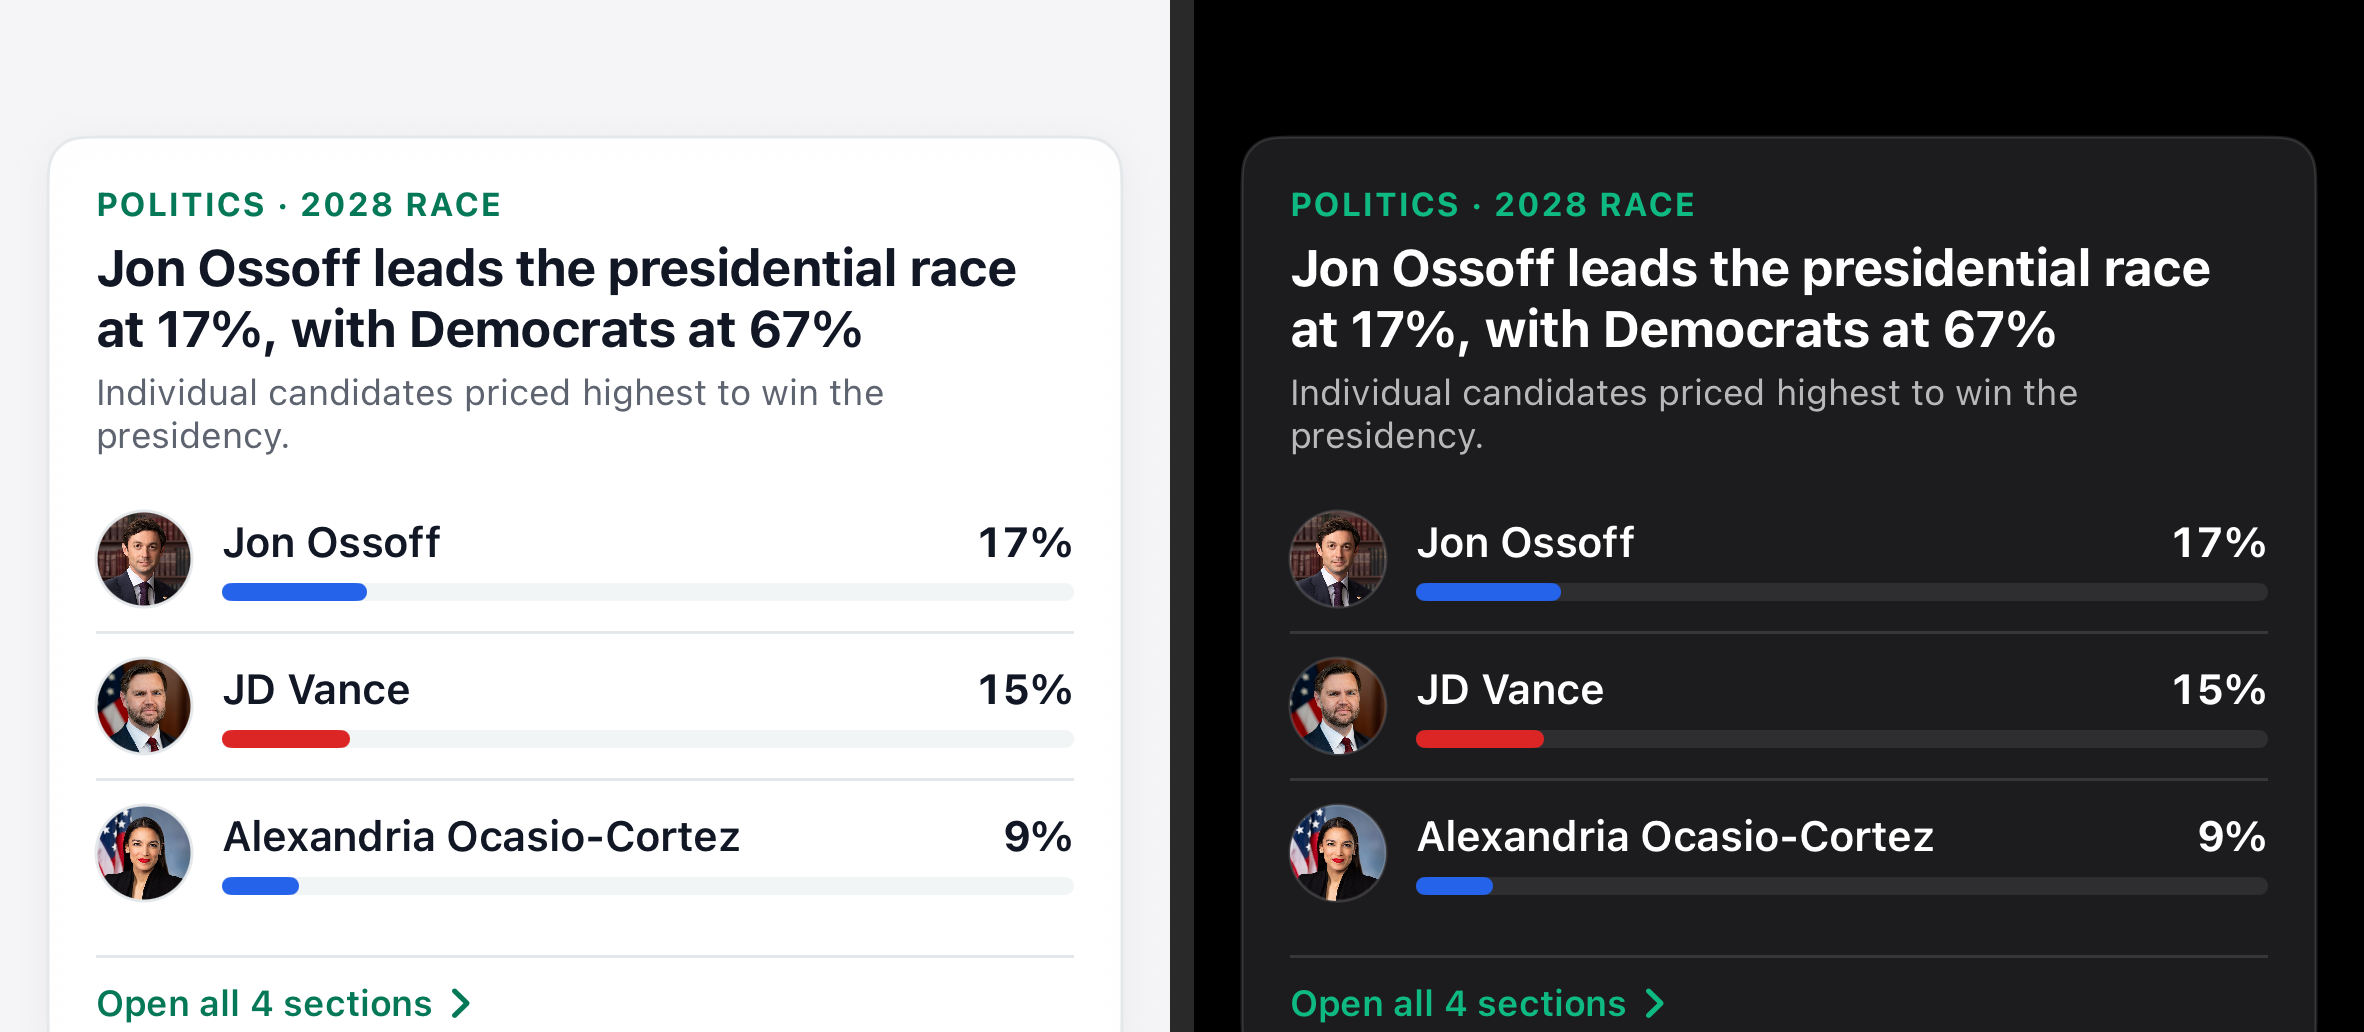 POLITICS · 2028 RACE
Jon Ossoff leads the presidential race
at 17%, with Democrats at 67%
Individual candidates priced highest to win the
presidency.
Jon Ossoff 17%
JD Vance 15%
Alexandria Ocasio-Cortez 9%
Open all 4 sections
POLITICS · 2028 RACE
Jon Ossoff leads the presidential race
at 17%, with Democrats at 67%
Individual candidates priced highest to win the
presidency.
Jon Ossoff 17%
JD Vance 15%
Alexandria Ocasio-Cortez 9%
Open all 4 sections